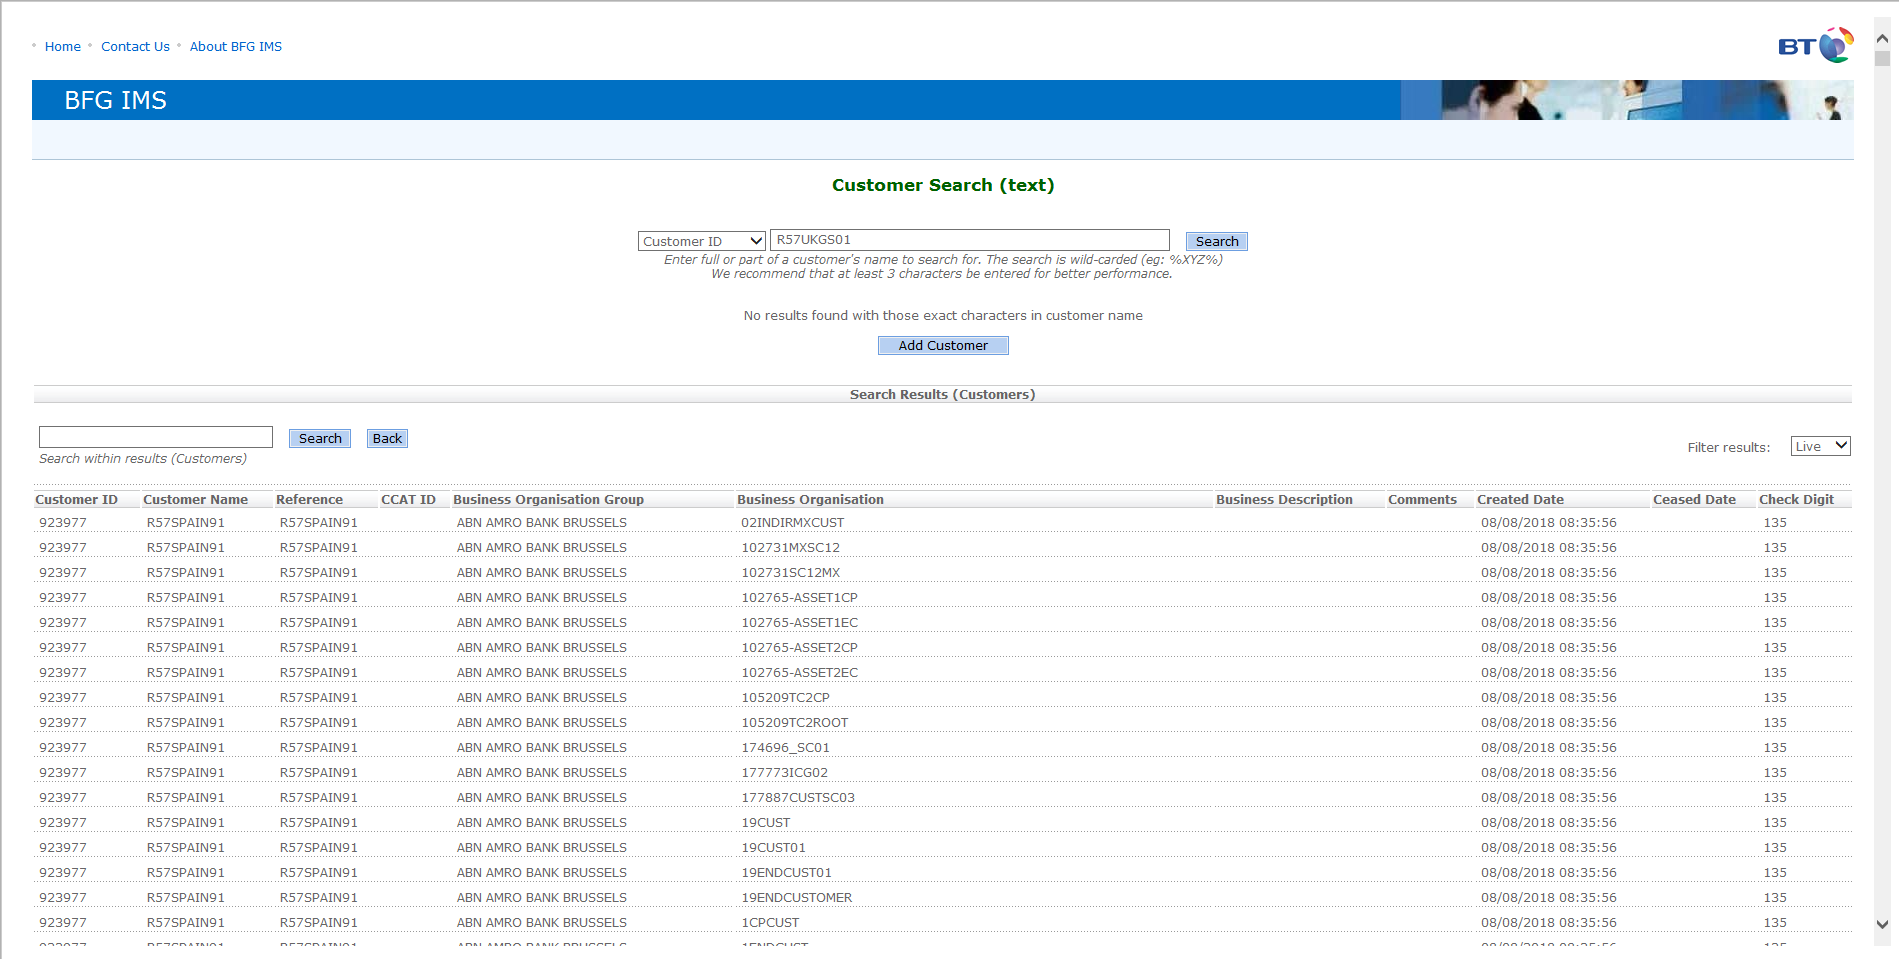 Home Contact Us About BFG IMS
BT
BFG IMS
Customer Search (text)
Customer ID R57UKGS01 Search
Enter full or part of a customer's name to search for. The search is wild-carded (eg: %XYZ%)
We recommend that at least 3 characters be entered for better performance.
No results found with those exact characters in customer name
Add Customer
Search Results (Customers)
Search Back
Search within results (Customers)
Filter results: Live
Customer ID Customer Name Reference CCAT ID Business Organisation Group Business Organisation Business Description Comments Created Date Ceased Date Check Digit
923977 R57SPAIN91 R57SPAIN91 ABN AMRO BANK BRUSSELS 02INDIRMXCUST 08/08/2018 08:35:56 135
923977 R57SPAIN91 R57SPAIN91 ABN AMRO BANK BRUSSELS 102731MXSC12 08/08/2018 08:35:56 135
923977 R57SPAIN91 R57SPAIN91 ABN AMRO BANK BRUSSELS 102731SC12MX 08/08/2018 08:35:56 135
923977 R57SPAIN91 R57SPAIN91 ABN AMRO BANK BRUSSELS 102765-ASSET1CP 08/08/2018 08:35:56 135
923977 R57SPAIN91 R57SPAIN91 ABN AMRO BANK BRUSSELS 102765-ASSET1EC 08/08/2018 08:35:56 135
923977 R57SPAIN91 R57SPAIN91 ABN AMRO BANK BRUSSELS 102765-ASSET2CP 08/08/2018 08:35:56 135
923977 R57SPAIN91 R57SPAIN91 ABN AMRO BANK BRUSSELS 102765-ASSET2EC 08/08/2018 08:35:56 135
923977 R57SPAIN91 R57SPAIN91 ABN AMRO BANK BRUSSELS 105209TC2CP 08/08/2018 08:35:56 135
923977 R57SPAIN91 R57SPAIN91 ABN AMRO BANK BRUSSELS 105209TC2ROOT 08/08/2018 08:35:56 135
923977 R57SPAIN91 R57SPAIN91 ABN AMRO BANK BRUSSELS 174696_SC01 08/08/2018 08:35:56 135
923977 R57SPAIN91 R57SPAIN91 ABN AMRO BANK BRUSSELS 177773ICG02 08/08/2018 08:35:56 135
923977 R57SPAIN91 R57SPAIN91 ABN AMRO BANK BRUSSELS 177887CUSTSC03 08/08/2018 08:35:56 135
923977 R57SPAIN91 R57SPAIN91 ABN AMRO BANK BRUSSELS 19CUST 08/08/2018 08:35:56 135
923977 R57SPAIN91 R57SPAIN91 ABN AMRO BANK BRUSSELS 19CUST01 08/08/2018 08:35:56 135
923977 R57SPAIN91 R57SPAIN91 ABN AMRO BANK BRUSSELS 19ENDCUST01 08/08/2018 08:35:56 135
923977 R57SPAIN91 R57SPAIN91 ABN AMRO BANK BRUSSELS 19ENDCUSTOMER 08/08/2018 08:35:56 135
923977 R57SPAIN91 R57SPAIN91 ABN AMRO BANK BRUSSELS 1CPCUST 08/08/2018 08:35:56 135